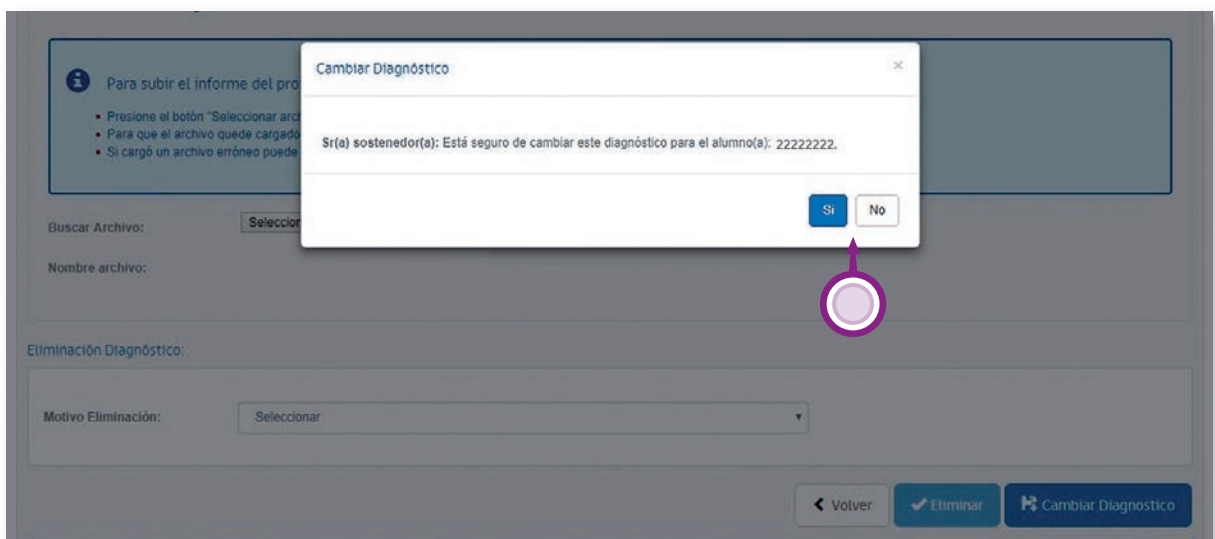 Cambiar Diagnóstico
×
Para subir el informe del pro
Presione el botón "Seleccionar arc
Para que el archivo quede cargado
Si cargó un archivo erróneo puede
Sr(a) sostenedor(a): Está seguro de cambiar este diagnóstico para el alumno(a): 22222222.
Si No
Buscar Archivo: Seleccion
Nombre archivo:
Eliminación Diagnóstico:
Motivo Eliminación: Seleccionar
Volver Eliminar Cambiar Diagnostico